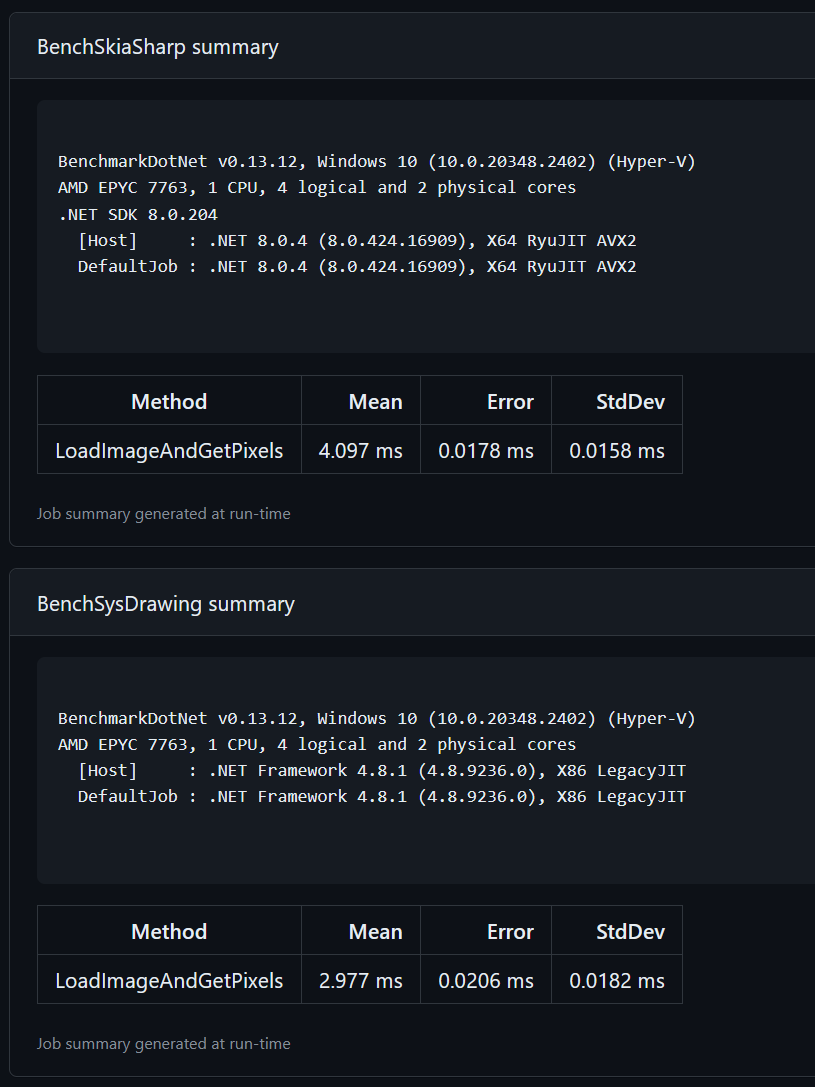 BenchSkiaSharp summary
BenchmarkDotNet v0.13.12, Windows 10 (10.0.20348.2402) (Hyper-V)
AMD EPYC 7763, 1 CPU, 4 logical and 2 physical cores
.NET SDK 8.0.204
  [Host]     : .NET 8.0.4 (8.0.424.16909), X64 RyuJIT AVX2
  DefaultJob : .NET 8.0.4 (8.0.424.16909), X64 RyuJIT AVX2
Method Mean Error StdDev
LoadImageAndGetPixels 4.097 ms 0.0178 ms 0.0158 ms
Job summary generated at run-time
BenchSysDrawing summary
BenchmarkDotNet v0.13.12, Windows 10 (10.0.20348.2402) (Hyper-V)
AMD EPYC 7763, 1 CPU, 4 logical and 2 physical cores
  [Host]     : .NET Framework 4.8.1 (4.8.9236.0), X86 LegacyJIT
  DefaultJob : .NET Framework 4.8.1 (4.8.9236.0), X86 LegacyJIT
Method Mean Error StdDev
LoadImageAndGetPixels 2.977 ms 0.0206 ms 0.0182 ms
Job summary generated at run-time